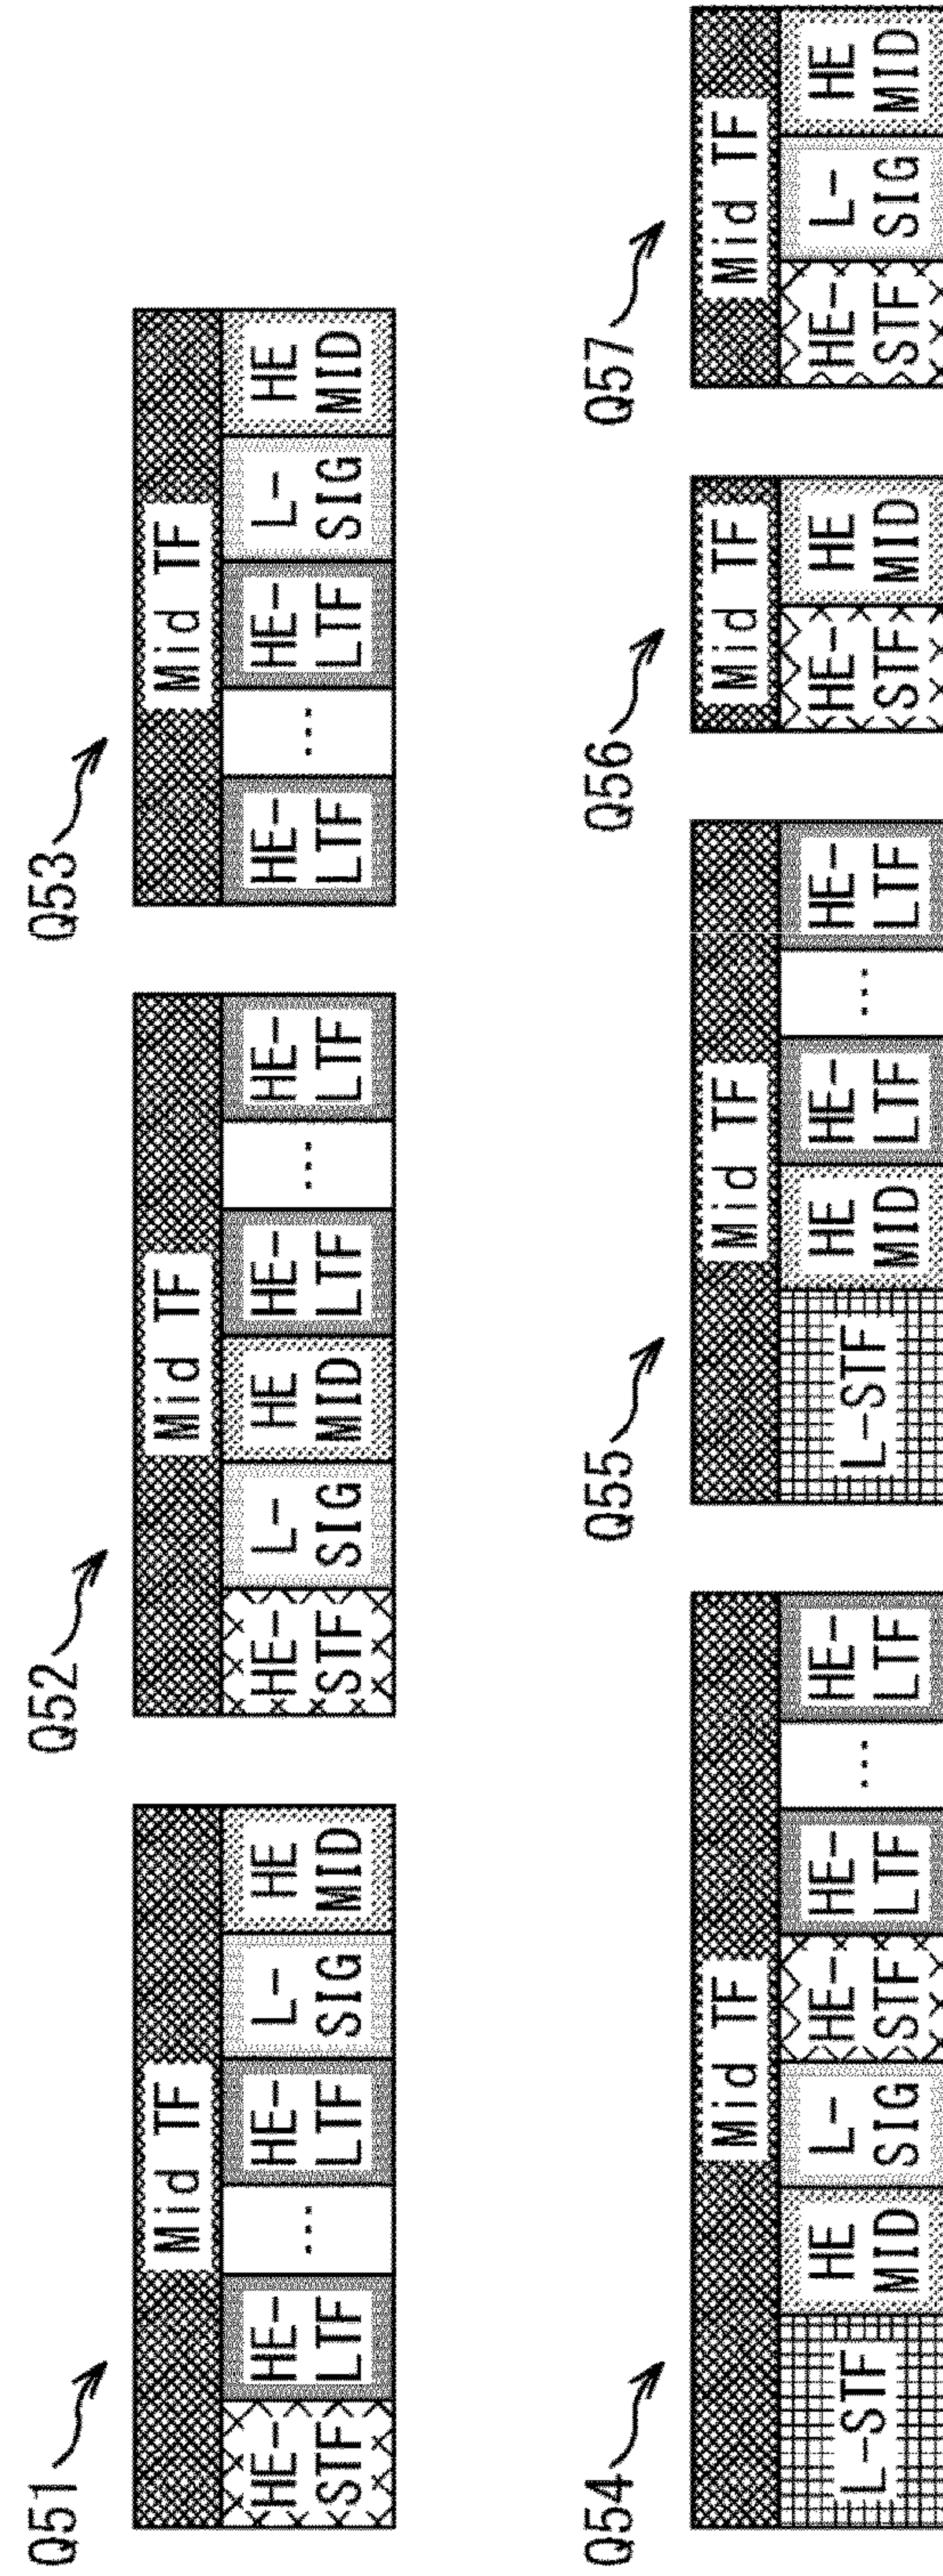 Q51
Mid TF
HE-
STF
HE-
LTF
...
HE-
LTF
L-
SIG
HE
MID
Q52
Mid TF
HE-
STF
L-
SIG
HE
MID
HE-
LTF
...
HE-
LTF
Q53
Mid TF
HE-
LTF
...
HE-
LTF
L-
SIG
HE
MID
Q54
Mid TF
L-STF
HE
MID
L-
SIG
HE-
STF
HE-
LTF
...
HE-
LTF
Q55
Mid TF
L-STF
HE
MID
HE-
LTF
...
HE-
LTF
Q56
Mid TF
HE-
STF
HE
MID
Q57
Mid TF
HE-
STF
L-
SIG
HE
MID